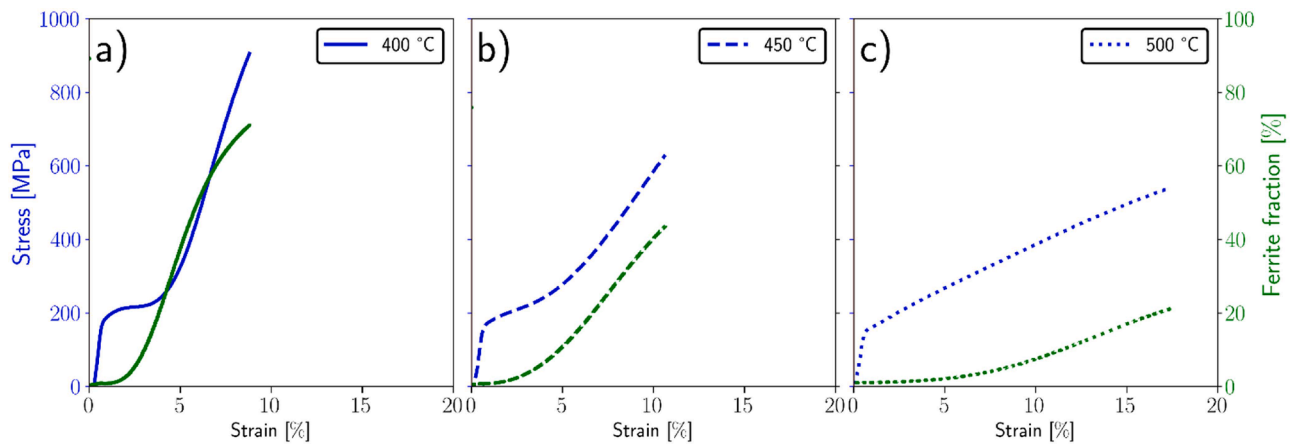 a) 400 °C
b) 450 °C
c) 500 °C
Stress [MPa]
1000
800
600
400
200
0
0 5 10 15 20
0 5 10 15 20
0 5 10 15 20
Strain [%]
Strain [%]
Strain [%]
100
80
60
40
20
0
Ferrite fraction [%]